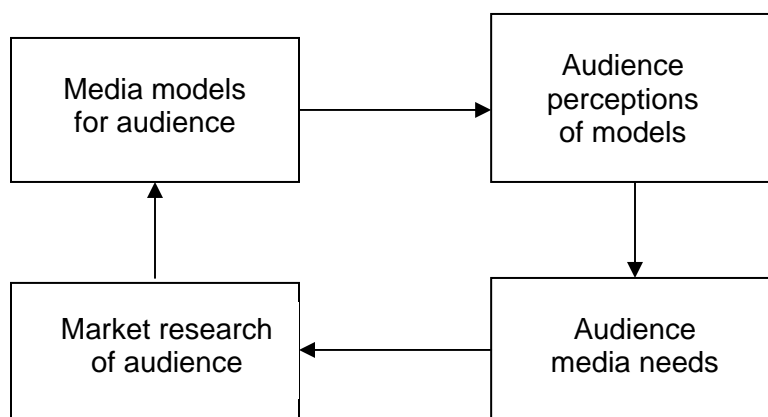 Media models
for audience
Audience
perceptions
of models
Market research
of audience
Audience
media needs